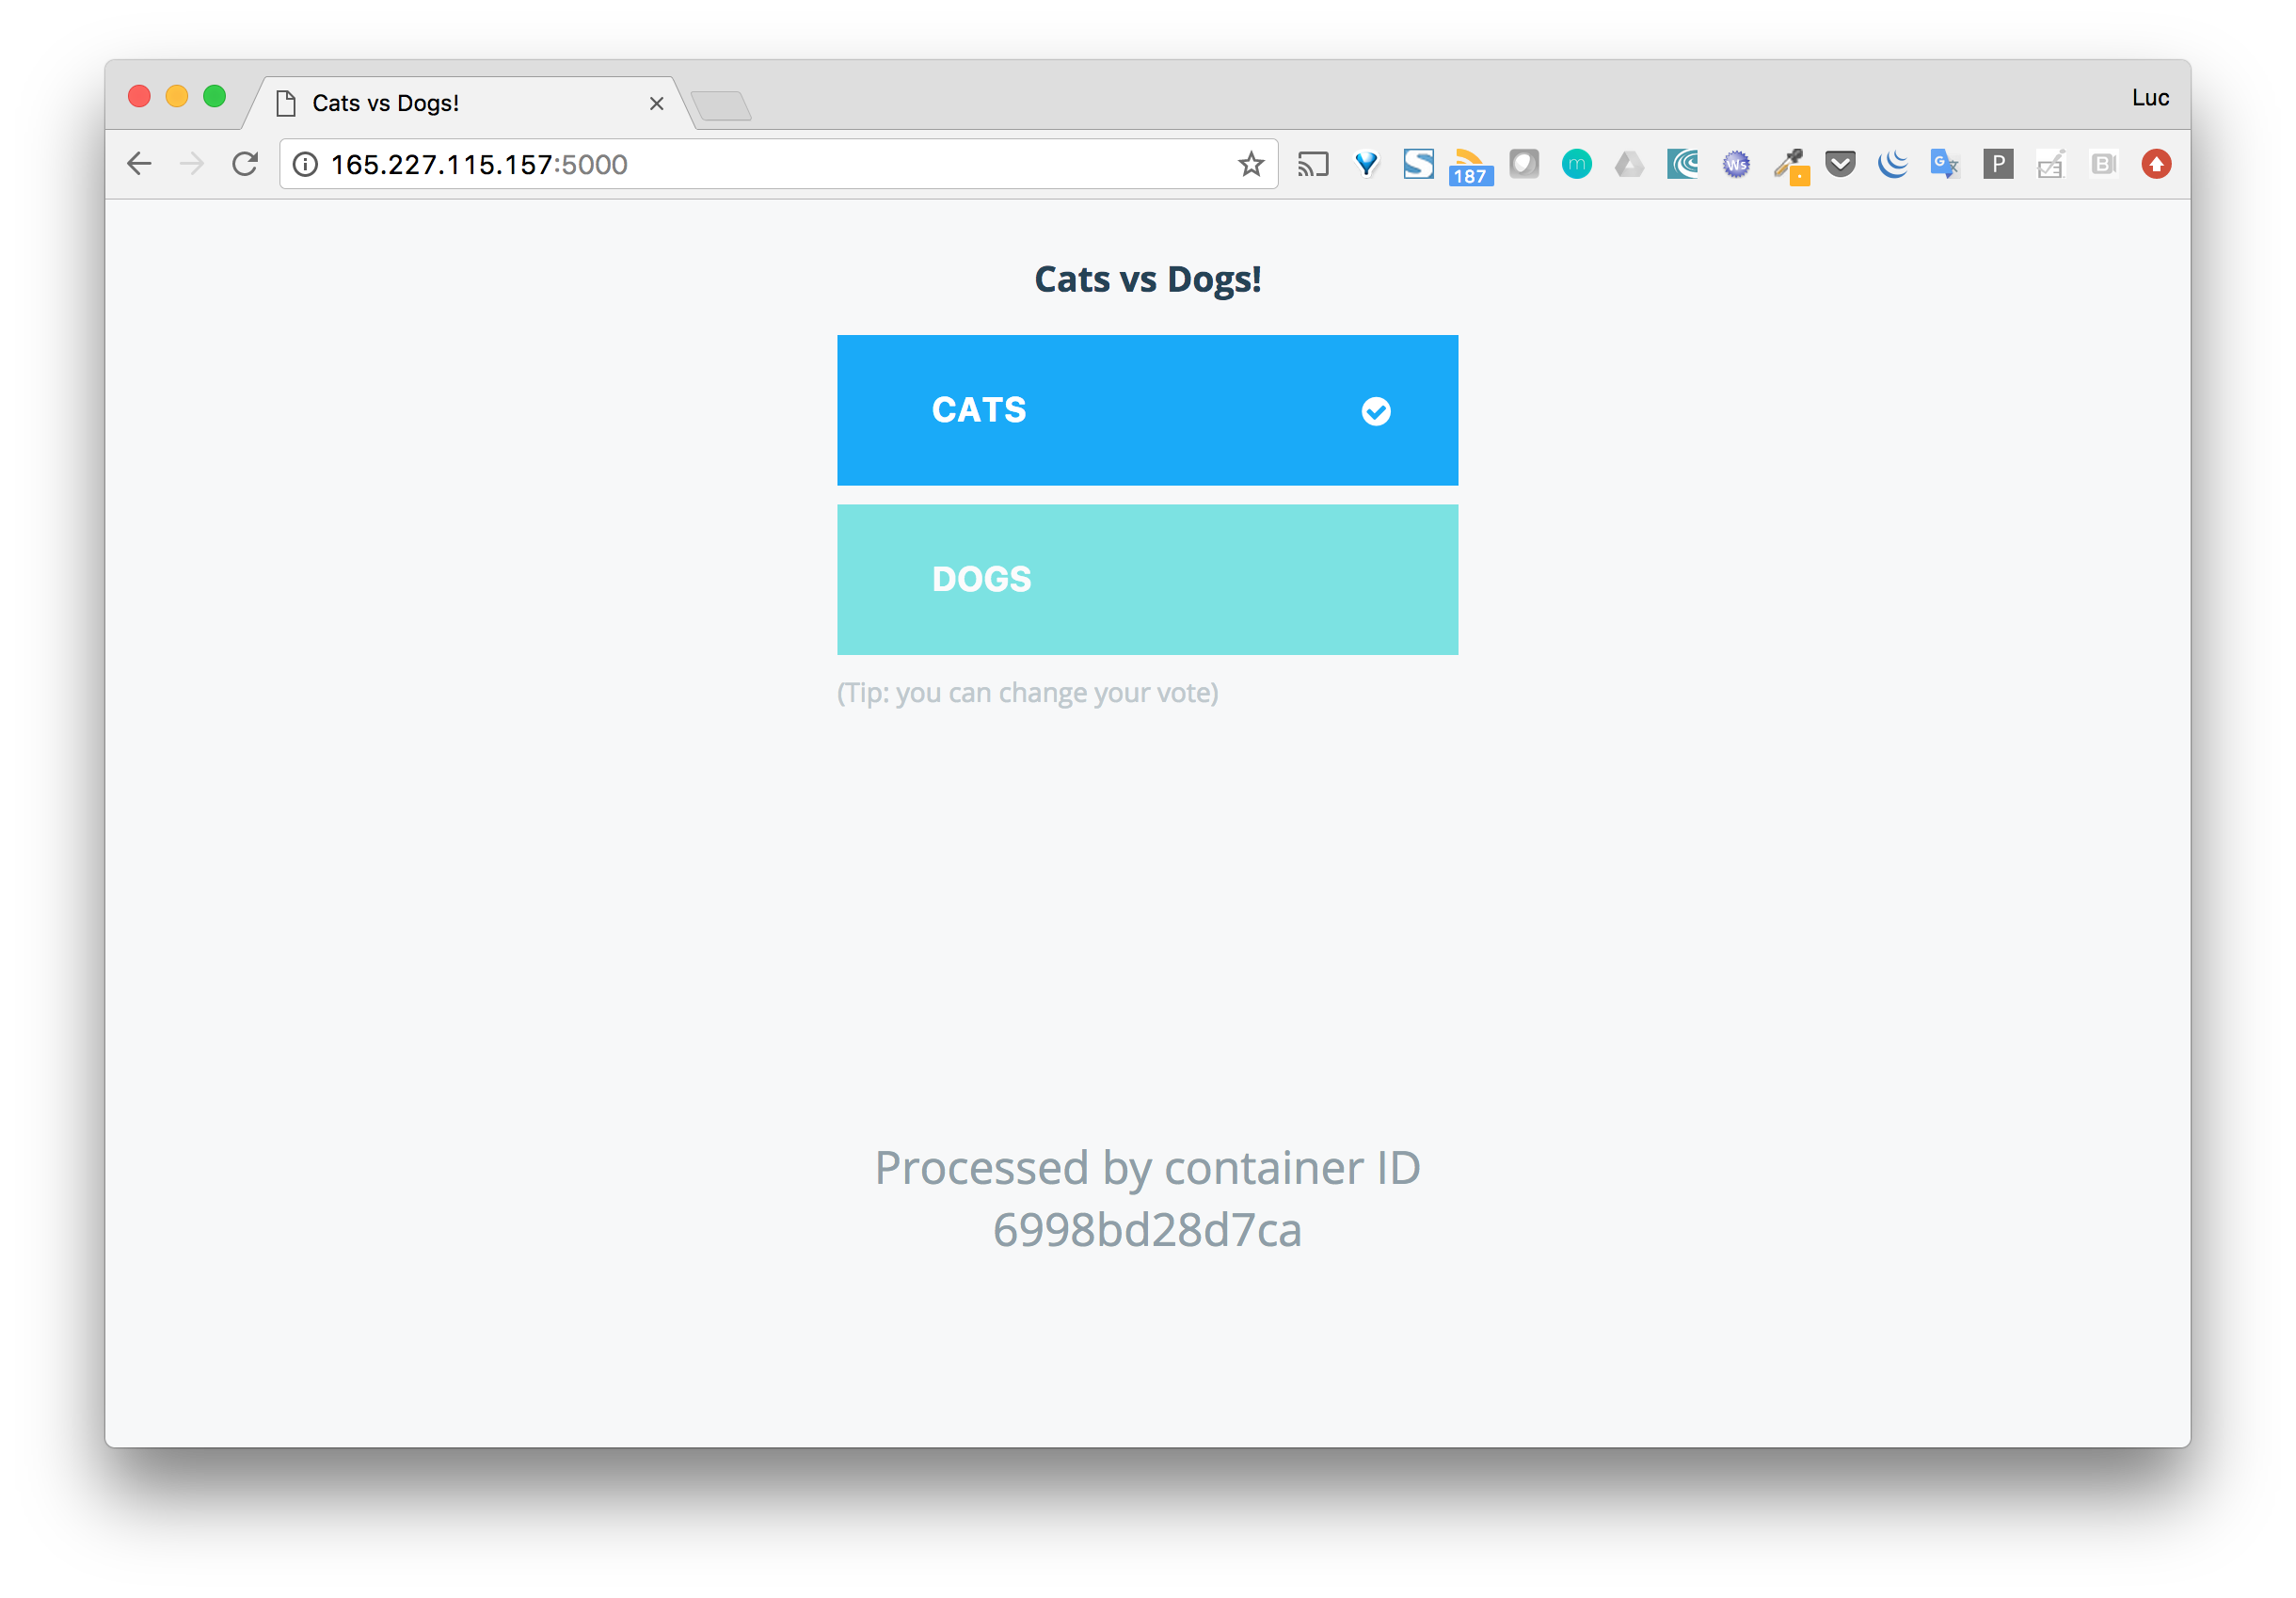 Cats vs Dogs!
Luc
165.227.115.157:5000
187
m
Ws
G
P
B
Cats vs Dogs!
CATS
DOGS
(Tip: you can change your vote)
Processed by container ID
6998bd28d7ca